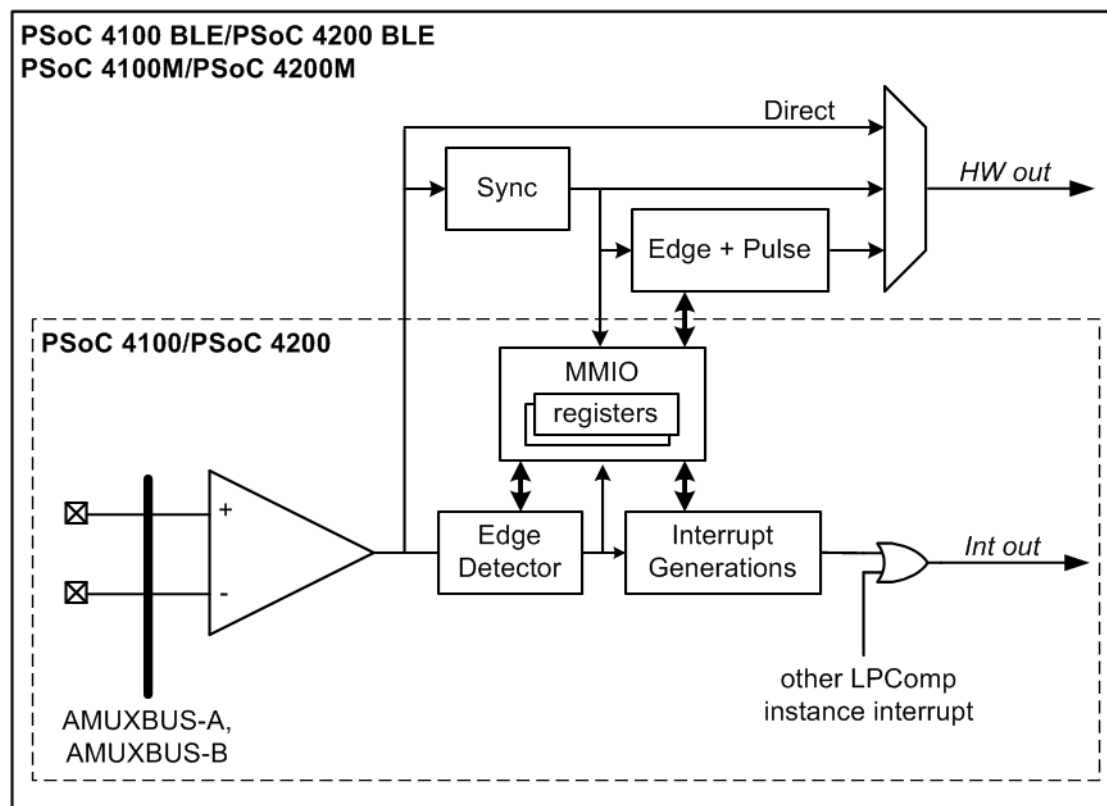 PSoC 4100 BLE/PSoC 4200 BLE
PSoC 4100M/PSoC 4200M
Direct
Sync
HW out
Edge + Pulse
PSoC 4100/PSoC 4200
MMIO
registers
+
-
Edge
Detector
Interrupt
Generations
Int out
other LPComp
instance interrupt
AMUXBUS-A,
AMUXBUS-B